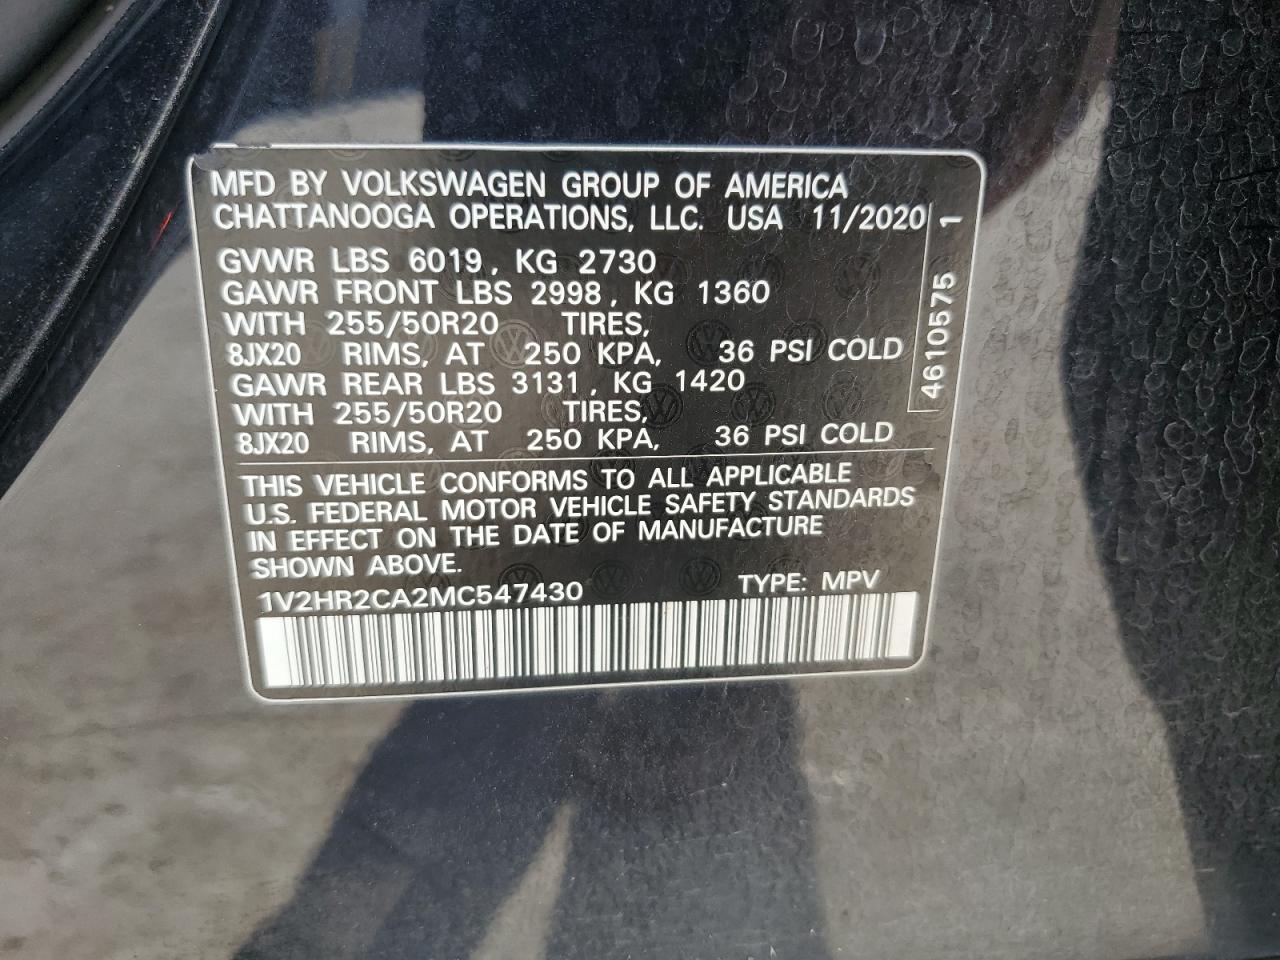 MFD BY VOLKSWAGEN GROUP OF AMERICA
CHATTANOOGA OPERATIONS, LLC. USA 11/2020
GVWR LBS 6019, KG 2730
GAWR FRONT LBS 2998, KG 1360
WITH 255/50R20 TIRES,
8JX20 RIMS, AT 250 KPA, 36 PSI COLD
GAWR REAR LBS 3131, KG 1420
WITH 255/50R20 TIRES,
8JX20 RIMS, AT 250 KPA, 36 PSI COLD
4610575 1
THIS VEHICLE CONFORMS TO ALL APPLICABLE
U.S. FEDERAL MOTOR VEHICLE SAFETY STANDARDS
IN EFFECT ON THE DATE OF MANUFACTURE
SHOWN ABOVE.
1V2HR2CA2MC547430 TYPE: MPV